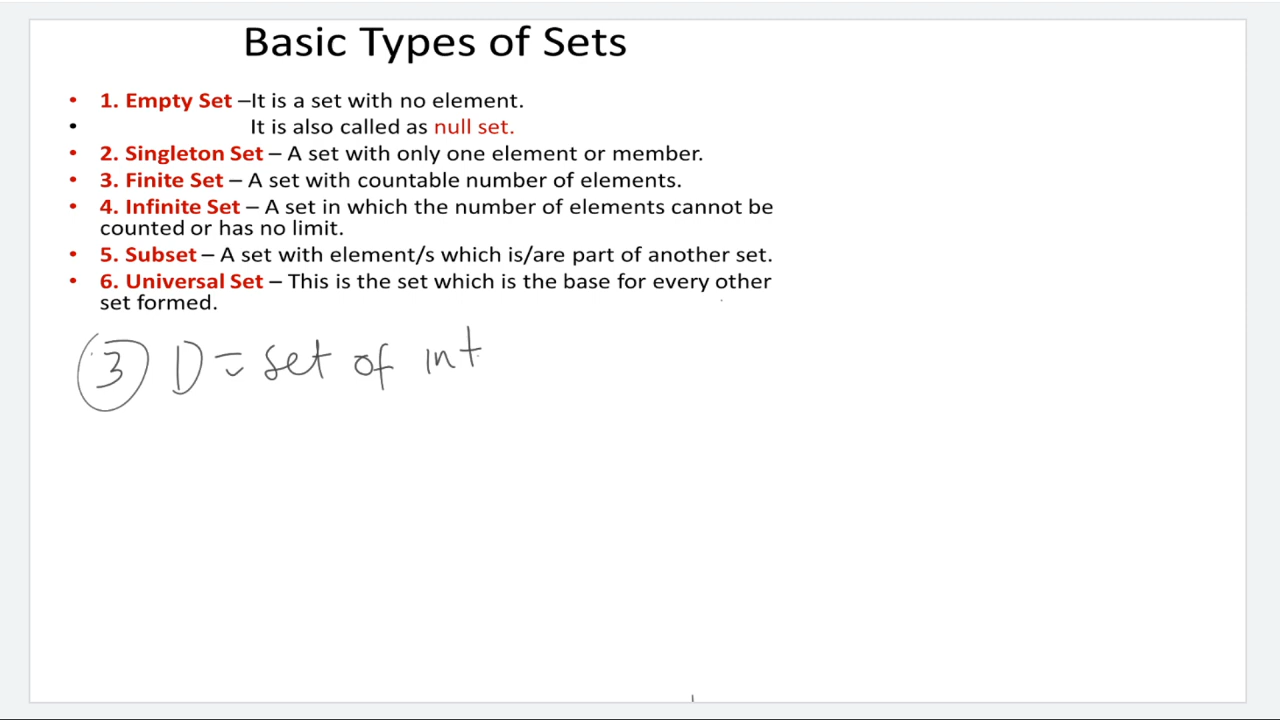 Basic Types of Sets
• 1. Empty Set –It is a set with no element.
• It is also called as null set.
• 2. Singleton Set – A set with only one element or member.
• 3. Finite Set – A set with countable number of elements.
• 4. Infinite Set – A set in which the number of elements cannot be
counted or has no limit.
• 5. Subset – A set with element/s which is/are part of another set.
• 6. Universal Set – This is the set which is the base for every other
set formed.
3 D = set of int